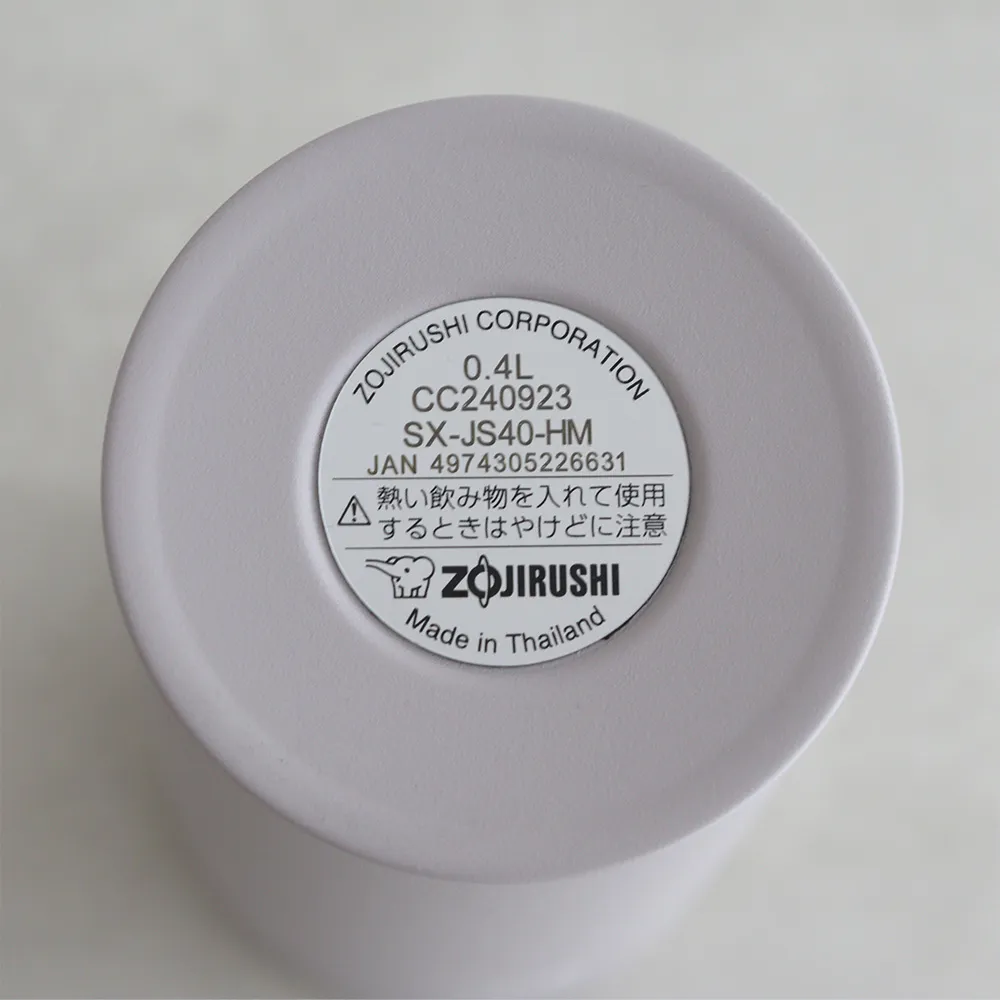 ZOJIRUSHI CORPORATION
0.4L
CC240923
SX-JS40-HM
JAN 4974305226631
熱い飲み物を入れて使用
するときはやけどに注意
ZOJIRUSHI
Made in Thailand